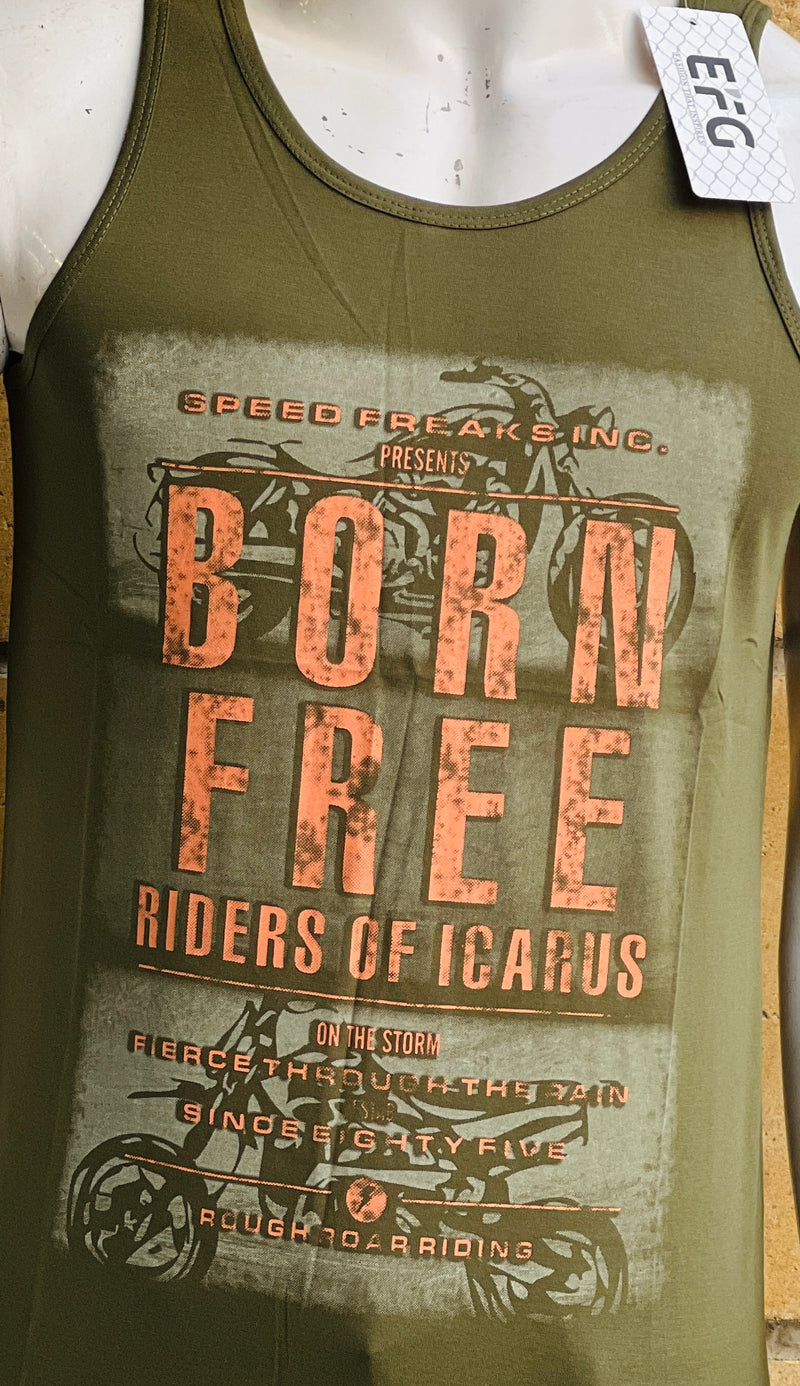 EFG
SPEED FREAKS INC.
PRESENTS
BORN
FREE
RIDERS OF ICARUS
ON THE STORM
FIERCE THROUGH THE PAIN
SINCE EIGHTY FIVE
ROUGH ROAR RIDING